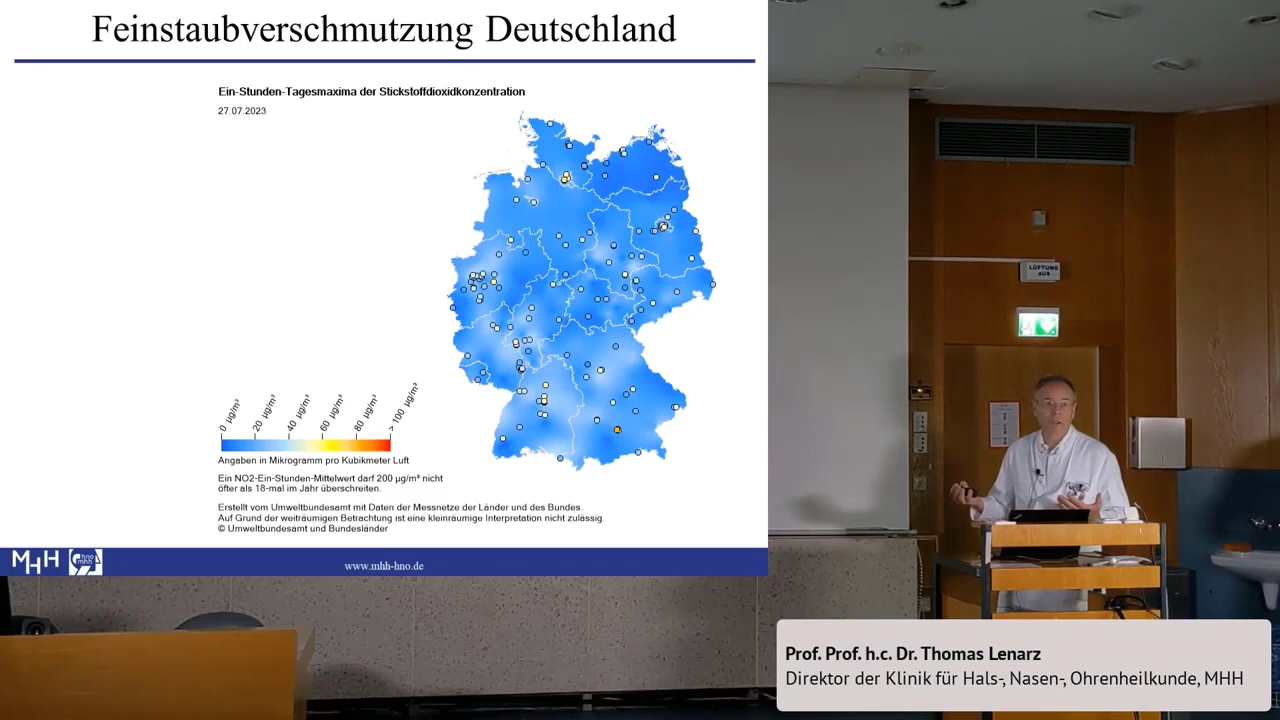 Feinstaubverschmutzung Deutschland
Ein-Stunden-Tagesmaxima der Stickstoffdioxidkonzentration
27.07.2023
0 µg/m³
20 µg/m³
40 µg/m³
60 µg/m³
80 µg/m³
> 100 µg/m³
Angaben in Mikrogramm pro Kubikmeter Luft
Ein NO2-Ein-Stunden-Mittelwert darf 200 µg/m³ nicht
öfter als 18-mal im Jahr überschreiten.
Erstellt vom Umweltbundesamt mit Daten der Messnetze der Länder und des Bundes.
Auf Grund der weiträumigen Betrachtung ist eine kleinräumige Interpretation nicht zulässig.
© Umweltbundesamt und Bundesländer
MHH
hno
mhh
www.mhh-hno.de
LÜFTUNG
AUS
Prof. Prof. h.c. Dr. Thomas Lenarz
Direktor der Klinik für Hals-, Nasen-, Ohrenheilkunde, MHH